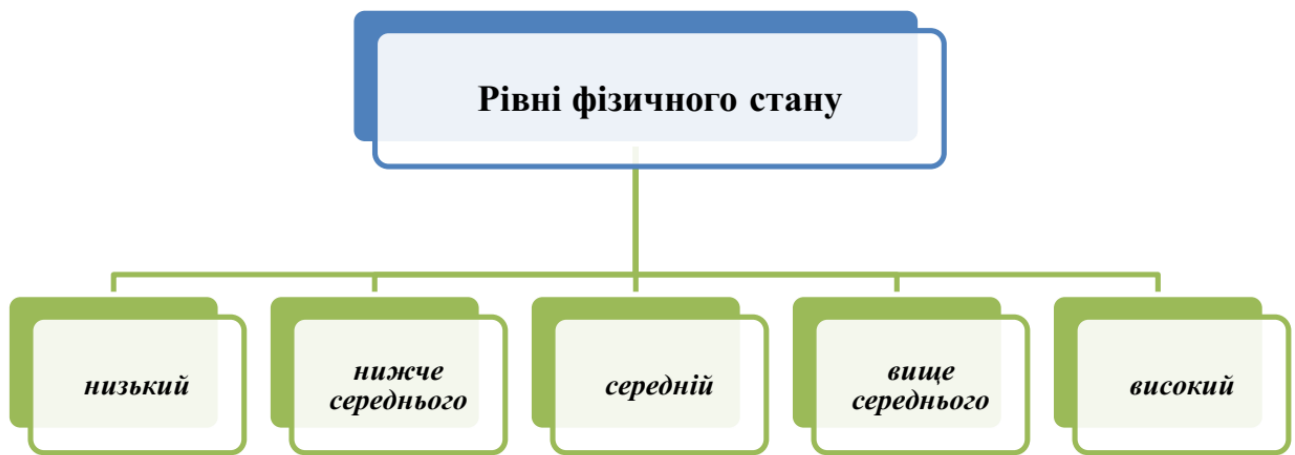 Рівні фізичного стану
низький
нижче
середнього
середній
вище
середнього
високий